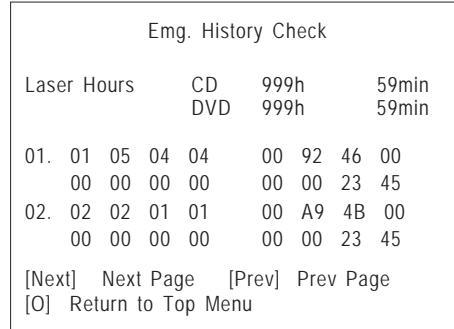 Emg. History Check
Laser Hours CD 999h 59min
DVD 999h 59min
01. 01 05 04 04 00 92 46 00
00 00 00 00 00 00 23 45
02. 02 02 01 01 00 A9 4B 00
00 00 00 00 00 00 23 45
[Next] Next Page [Prev] Prev Page
[O] Return to Top Menu